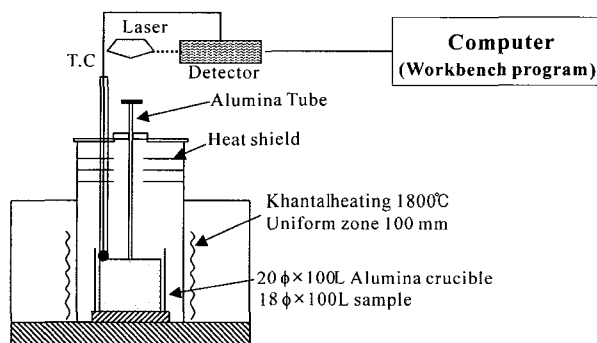 Laser
T.C
Detector
Computer
(Workbench program)
Alumina Tube
Heat shield
Khantalheating 1800℃
Uniform zone 100 mm
20 ϕ×100L Alumina crucible
18 ϕ×100L sample